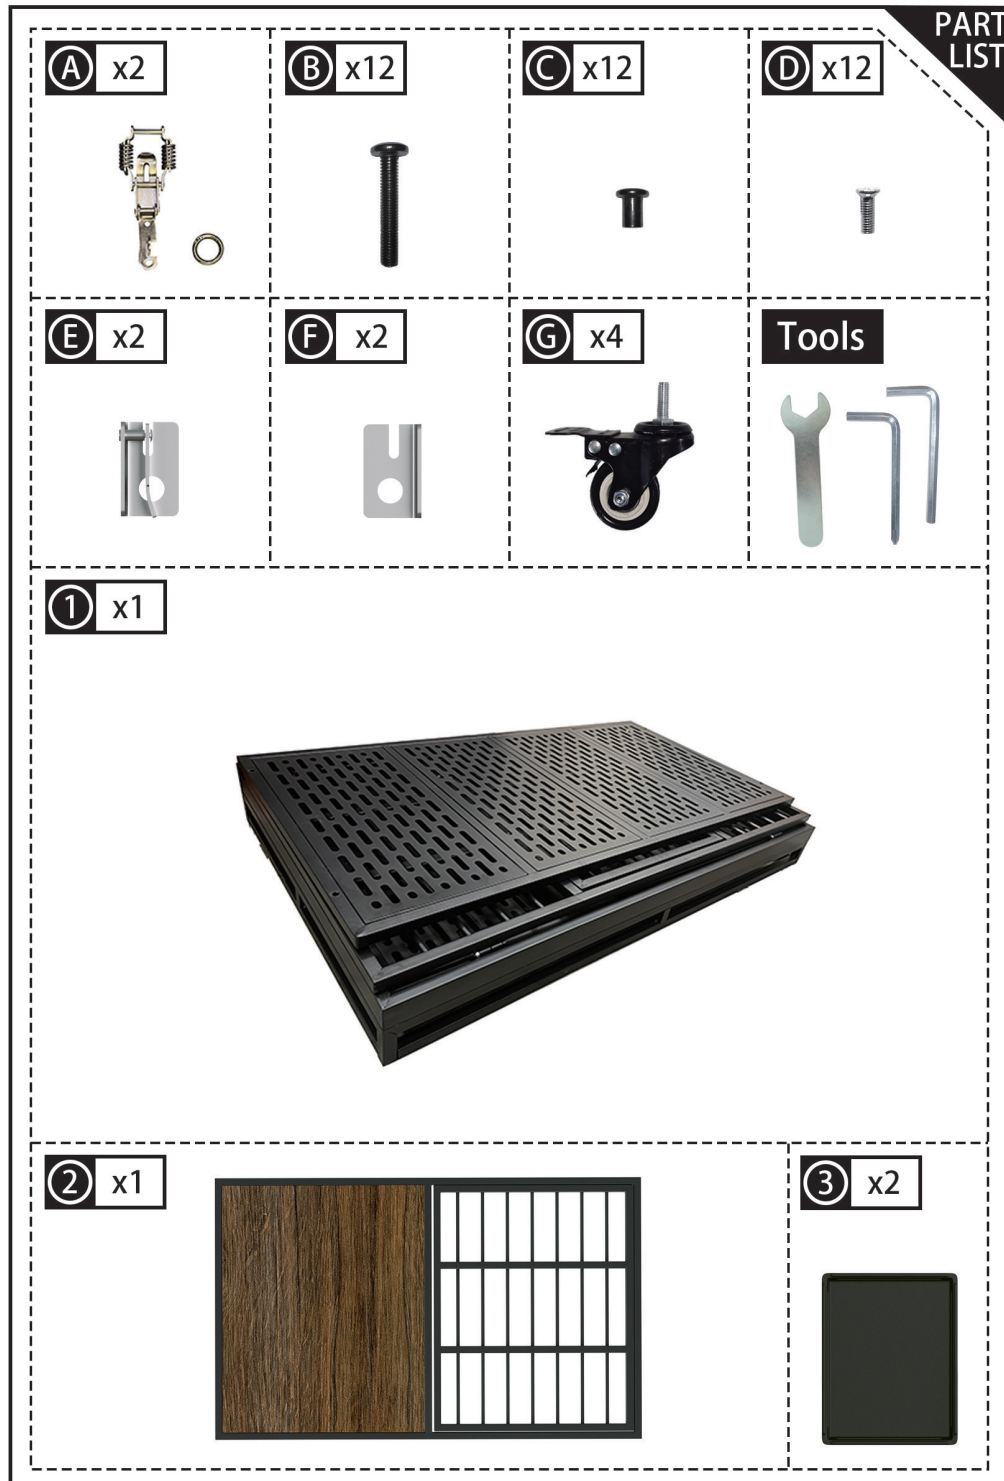 PART
LIST
A x2
B x12
C x12
D x12
E x2
F x2
G x4
Tools
1 x1
2 x1
3 x2